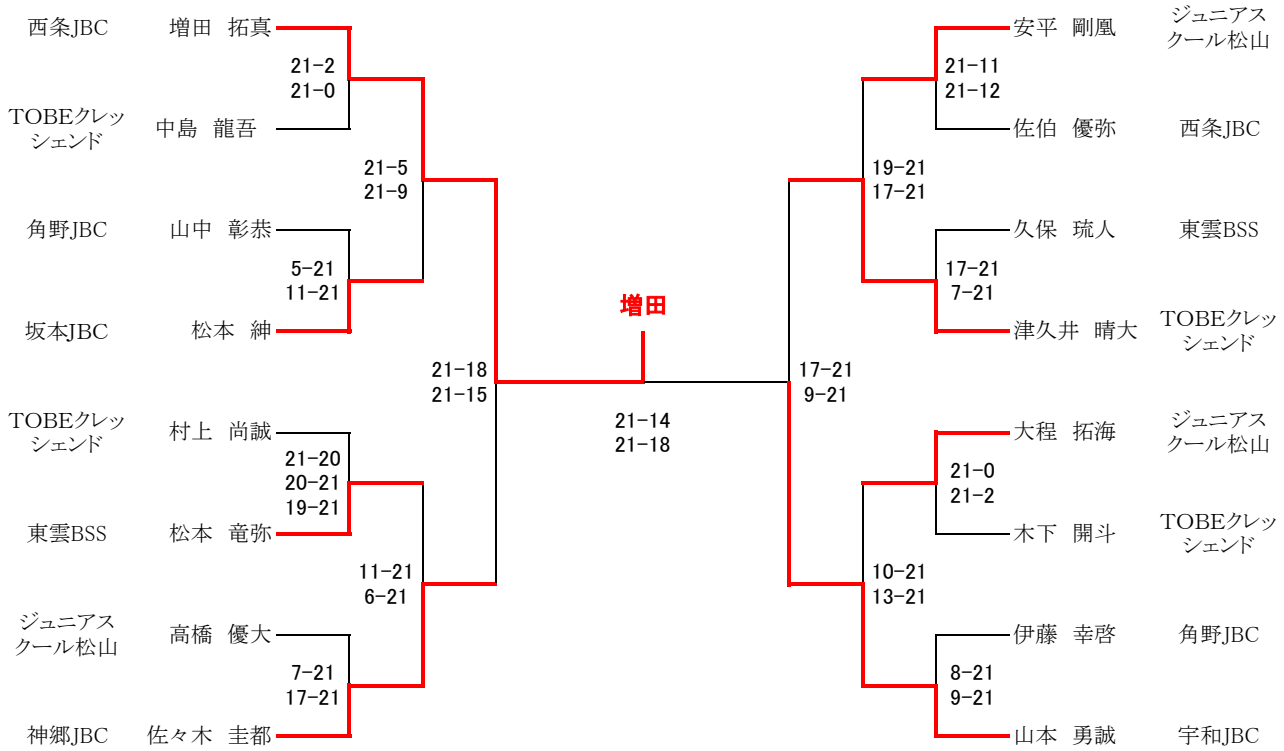 西条JBC 増田 拓真
21-2
21-0
TOBEクレッ
シェンド
中島 龍吾
21-5
21-9
角野JBC 山中 彰恭
5-21
11-21
坂本JBC 松本 紳
21-18
21-15
TOBEクレッ
シェンド
村上 尚誠
21-20
20-21
19-21
東雲BSS 松本 竜弥
11-21
6-21
ジュニアス
クール松山
高橋 優大
7-21
17-21
神郷JBC 佐々木 圭都
増田
21-14
21-18
安平 剛凰
ジュニアス
クール松山
21-11
21-12
佐伯 優弥 西条JBC
19-21
17-21
久保 琉人 東雲BSS
17-21
7-21
津久井 晴大
TOBEクレッ
シェンド
17-21
9-21
大程 拓海
ジュニアス
クール松山
21-0
21-2
木下 開斗
TOBEクレッ
シェンド
10-21
13-21
伊藤 幸啓 角野JBC
8-21
9-21
山本 勇誠 宇和JBC